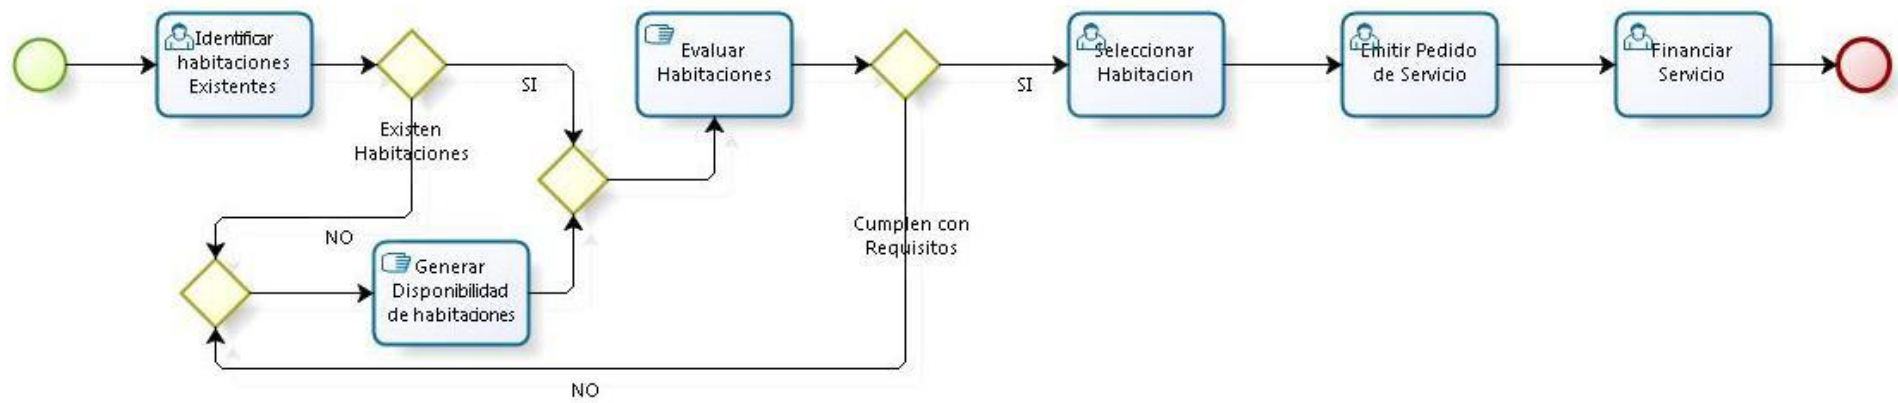 Identificar
habitaciones
Existentes
SI
Existen
Habitaciones
NO
Generar
Disponibilidad
de habitaciones
Evaluar
Habitaciones
SI
Cumplen con
Requisitos
NO
Seleccionar
Habitacion
Emitir Pedido
de Servicio
Financiar
Servicio